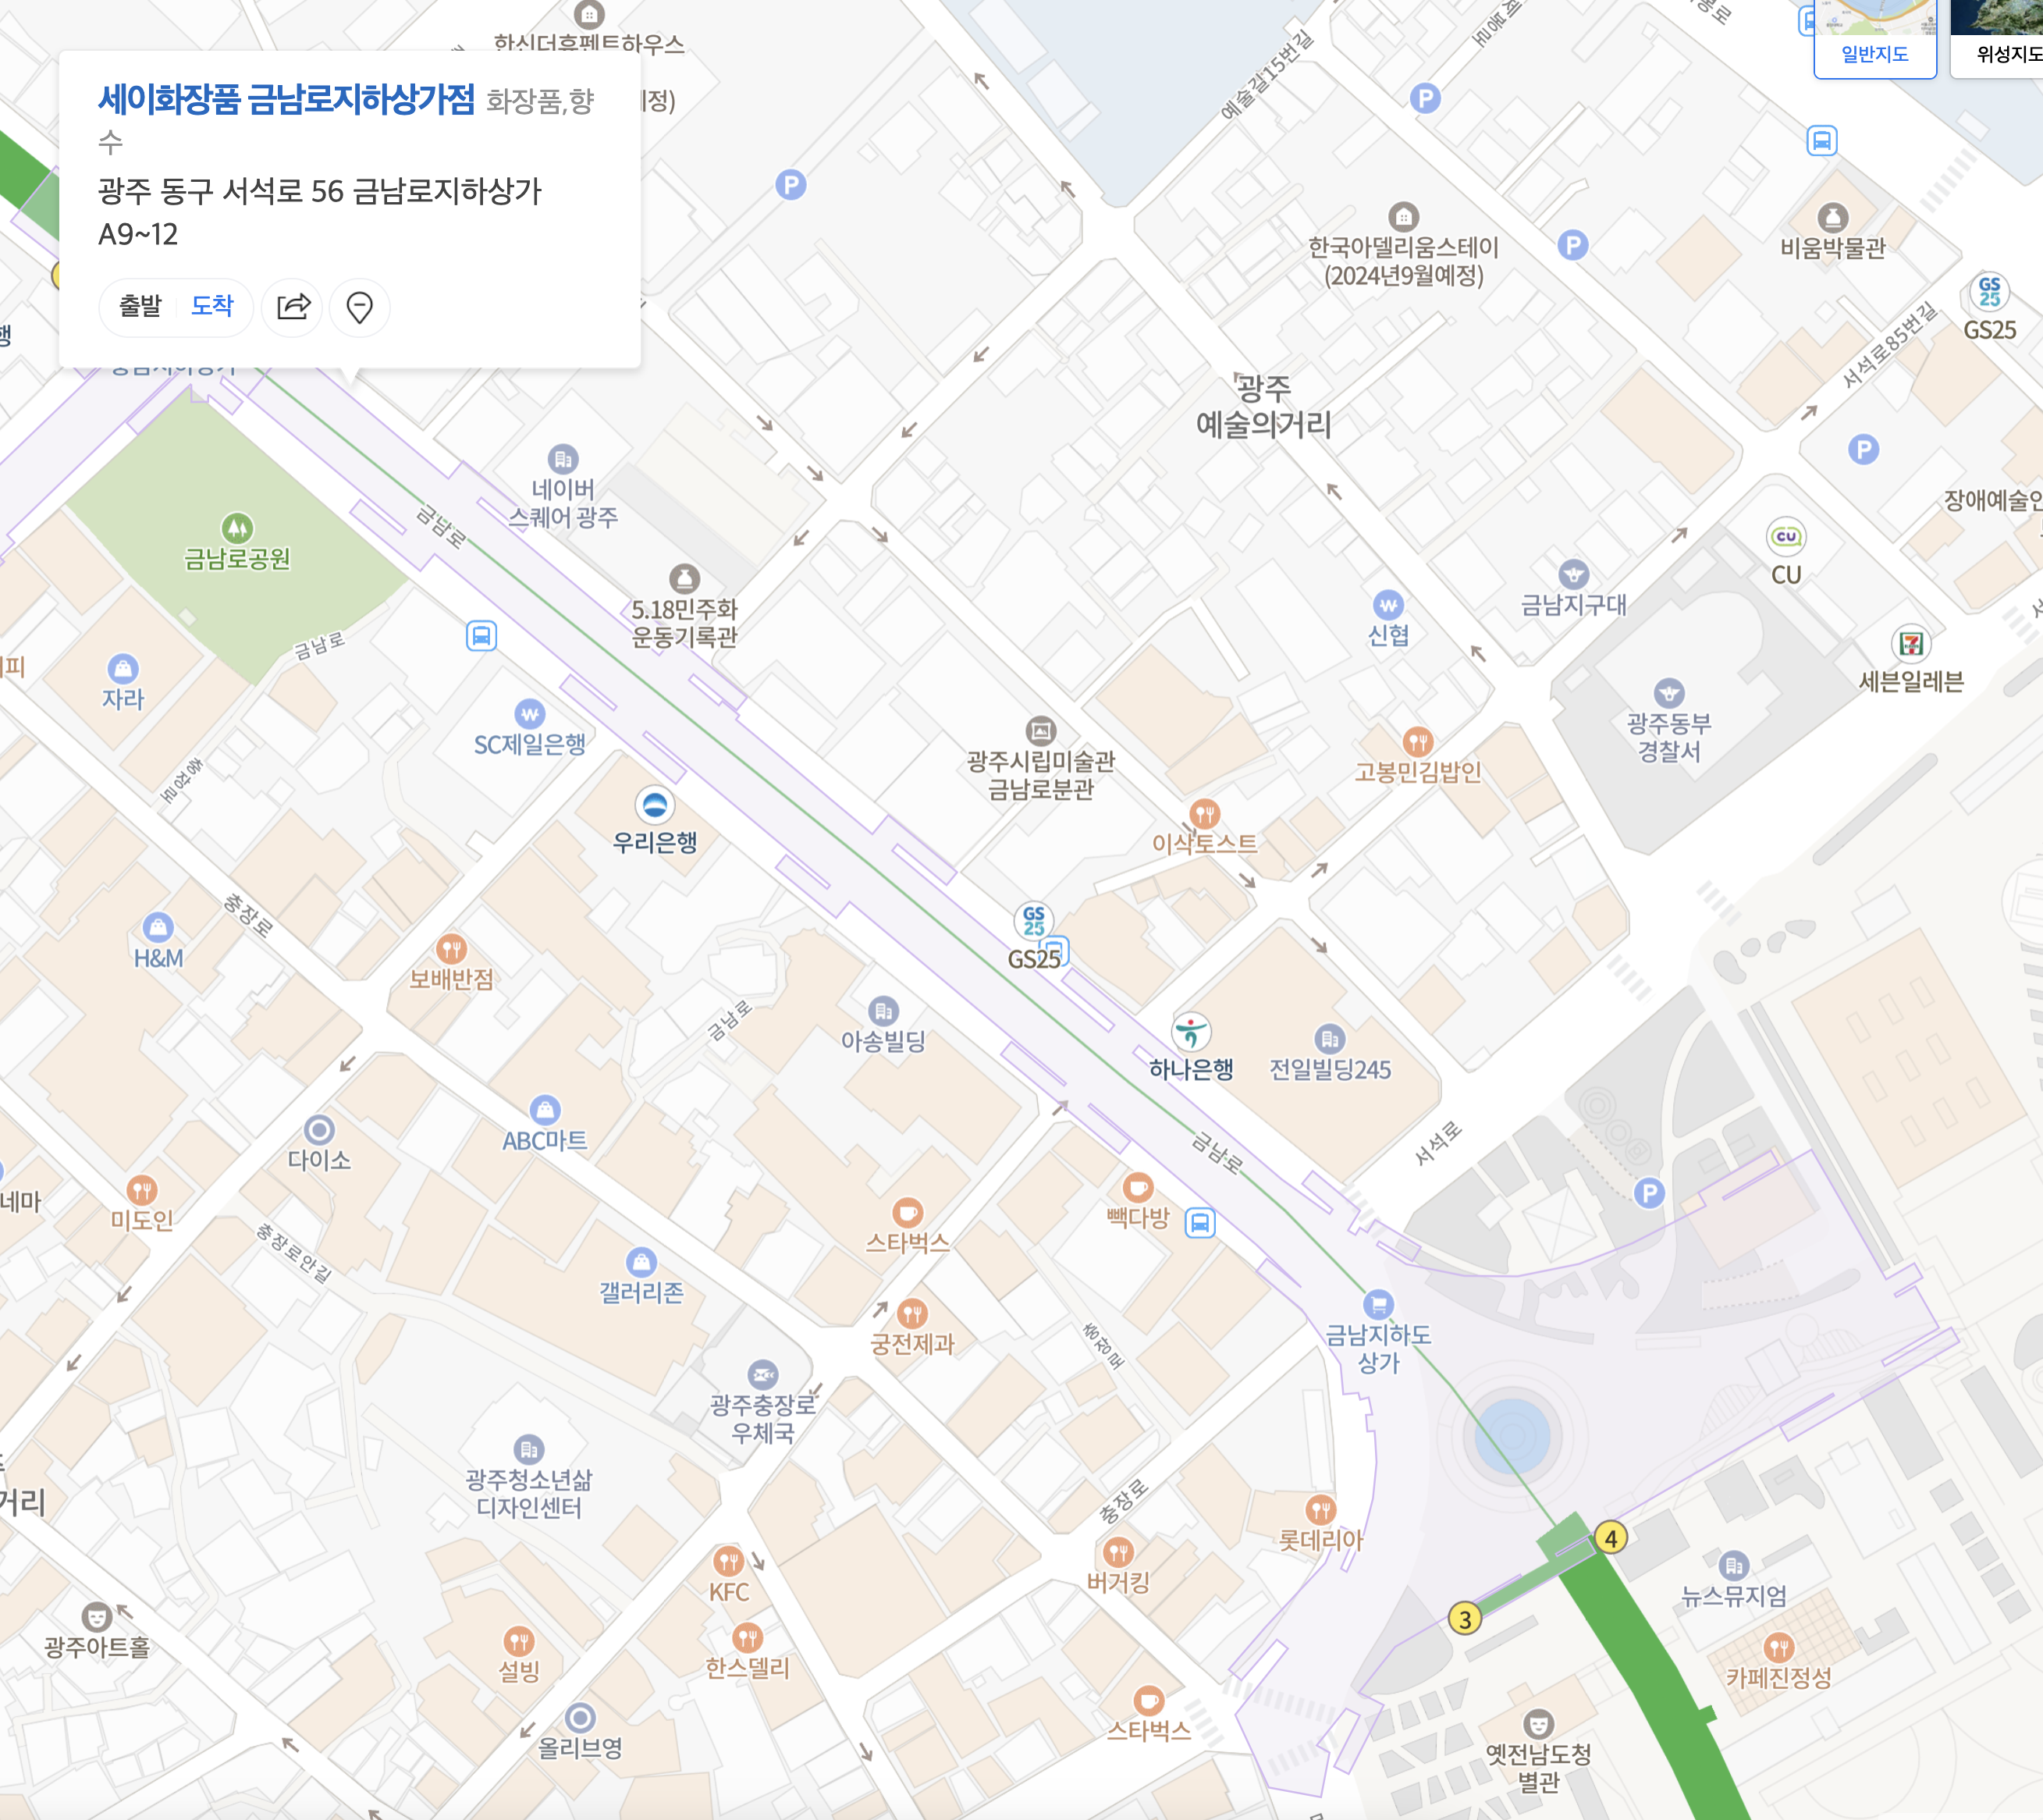 한신더휴펜트하우스
예정)
세이화장품 금남로지하상가점 화장품,향
수
광주 동구 서석로 56 금남로지하상가
A9~12
출발 도착
일반지도
위성지도
예술길15번길
P
P
P
P
P
한국아델리움스테이
(2024년9월예정)
비움박물관
GS
25
GS25
서석로85번길
광주
예술의거리
네이버
스퀘어 광주
금남로
금남로공원
금남로
5.18민주화
운동기록관
신협
금남지구대
CU
CU
장애예술인
세븐일레븐
자라
SC제일은행
충장로
우리은행
광주시립미술관
금남로분관
고봉민김밥인
광주동부
경찰서
이삭토스트
충장로
H&M
보배반점
GS
25
GS25
금남로
아송빌딩
하나은행
전일빌딩245
ABC마트
다이소
미도인
네마
금남로
서석로
빽다방
스타벅스
충장로안길
갤러리존
궁전제과
충장로
금남지하도
상가
광주충장로
우체국
광주청소년삶
디자인센터
거리
충장로
롯데리아
버거킹
KFC
4
3
뉴스뮤지엄
카페진정성
광주아트홀
설빙
한스델리
올리브영
스타벅스
옛전남도청
별관